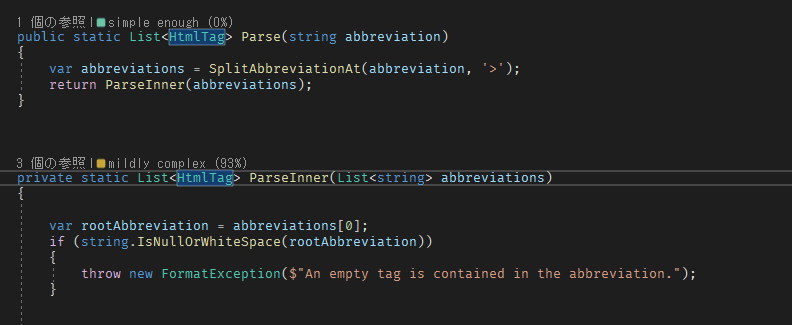 1 個の参照|simple enough (0%)
public static List<HtmlTag> Parse(string abbreviation)
{
    var abbreviations = SplitAbbreviationAt(abbreviation, '>');
    return ParseInner(abbreviations);
}
3 個の参照|mildly complex (93%)
private static List<HtmlTag> ParseInner(List<string> abbreviations)
{
    var rootAbbreviation = abbreviations[0];
    if (string.IsNullOrWhiteSpace(rootAbbreviation))
    {
        throw new FormatException($"An empty tag is contained in the abbreviation.");
    }